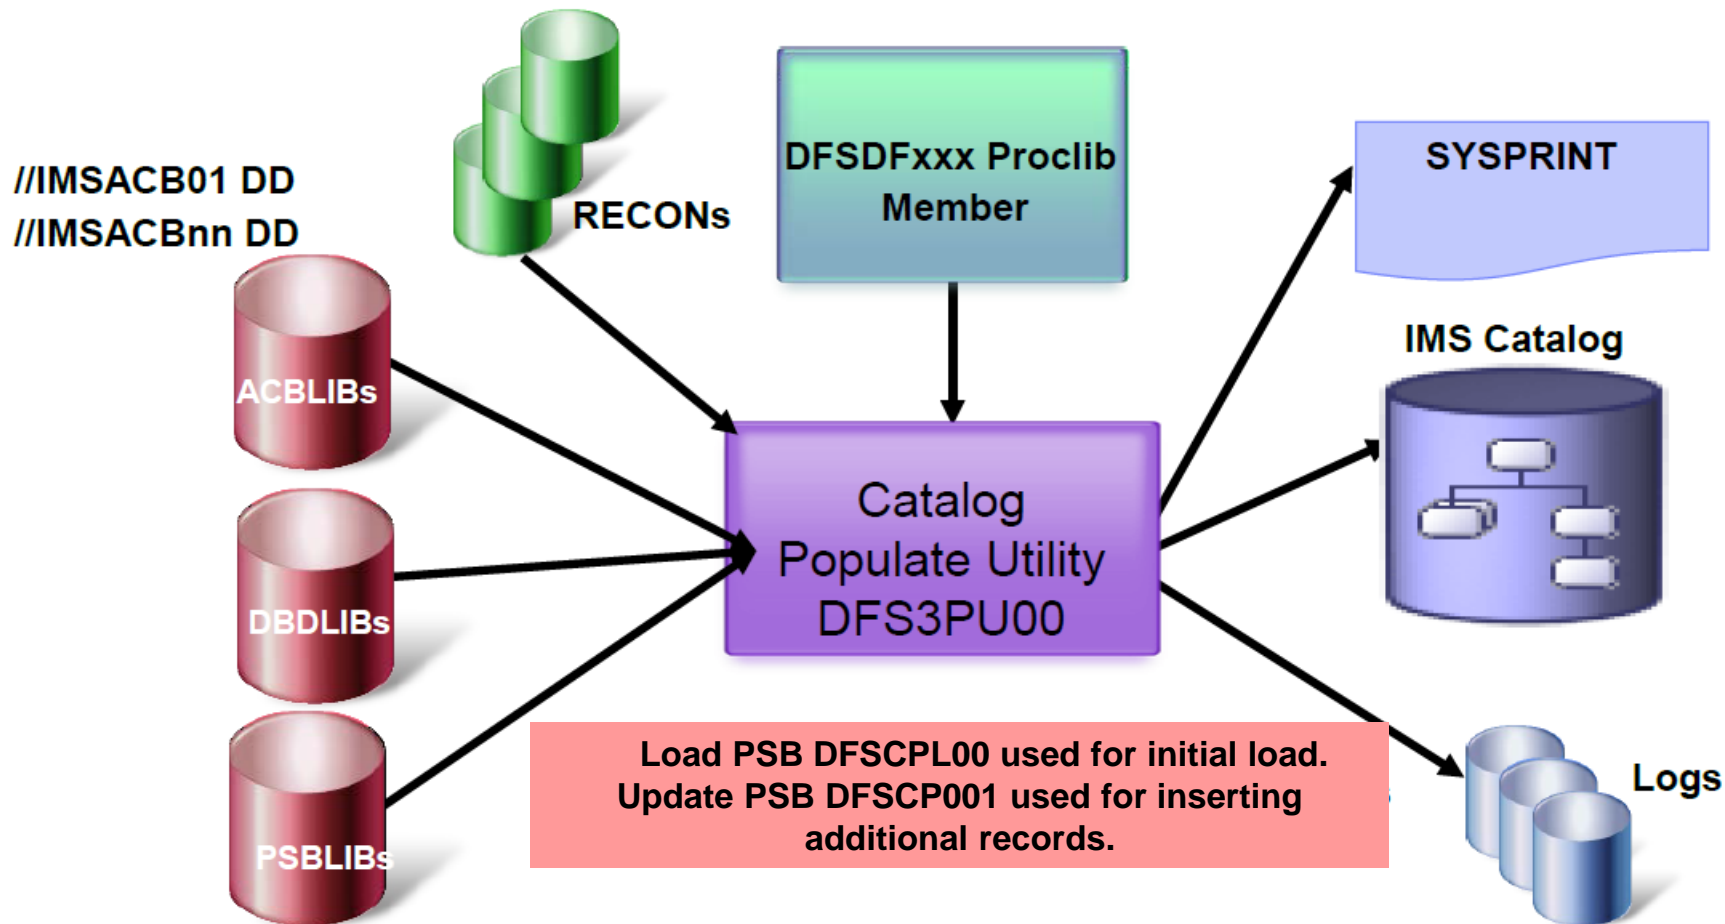 //IMSACB01 DD
//IMSACBnn DD
RECONs
DFSDFxxx Proclib
Member
SYSPRINT
IMS Catalog
ACBLIBs
DBDLIBs
PSBLIBs
Catalog
Populate Utility
DFS3PU00
Load PSB DFSCPL00 used for initial load.
Update PSB DFSCP001 used for inserting
additional records.
Logs